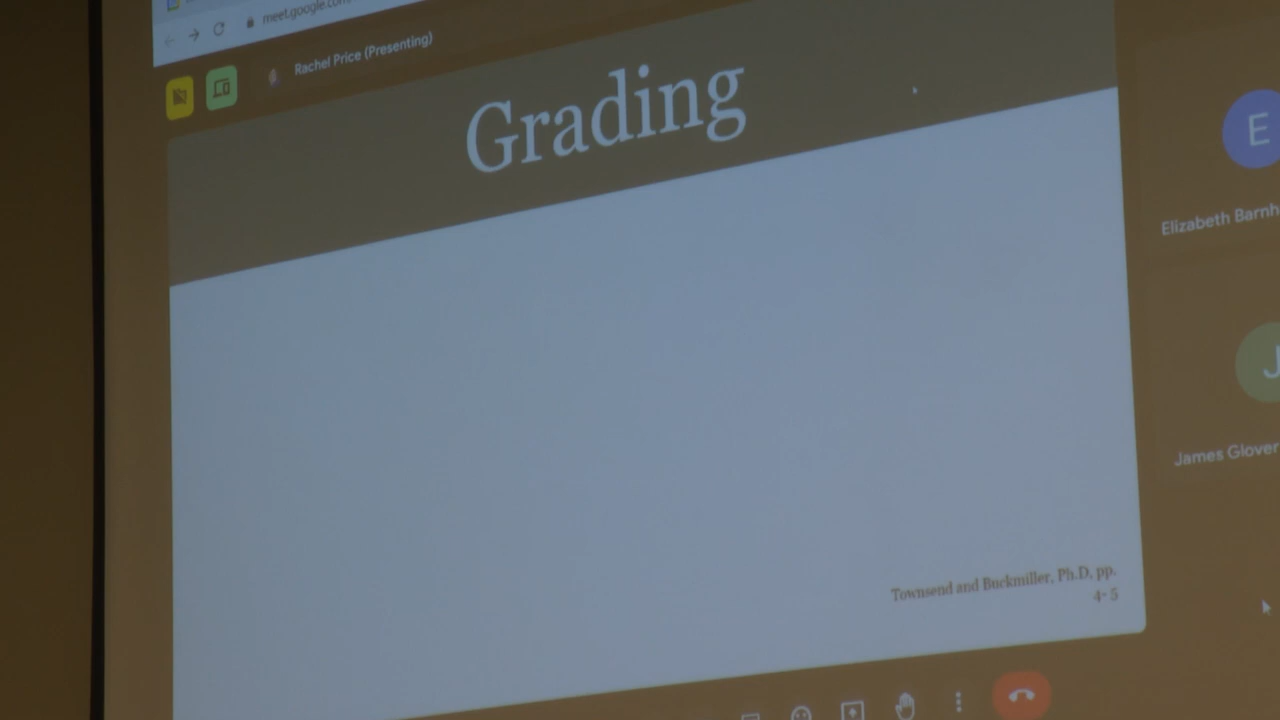 meet.google.com
Rachel Price (Presenting)
Grading
E
Elizabeth Barnh
J
James Glover
Townsend and Buckmiller, Ph.D, pp.
4- 5